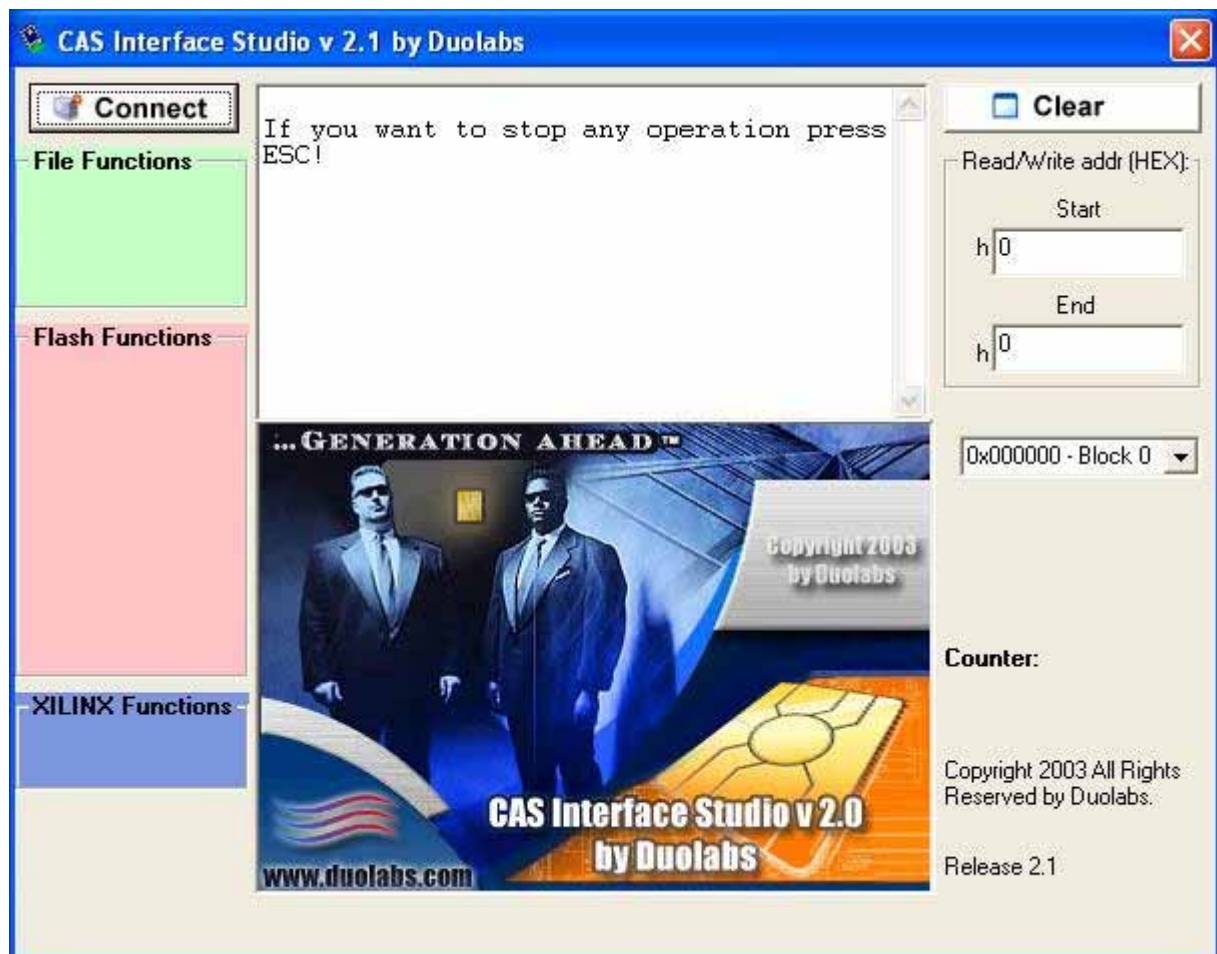 CAS Interface Studio v 2.1 by Duolabs
Connect
If you want to stop any operation press
ESC!
Clear
File Functions
Read/Write addr (HEX):
Start
h 0
End
h 0
Flash Functions
...GENERATION AHEAD™
0x000000 - Block 0
Copyright 2003
by Duolabs
Counter:
XILINX Functions
Copyright 2003 All Rights
Reserved by Duolabs.
CAS Interface Studio v 2.0
by Duolabs
www.duolabs.com
Release 2.1